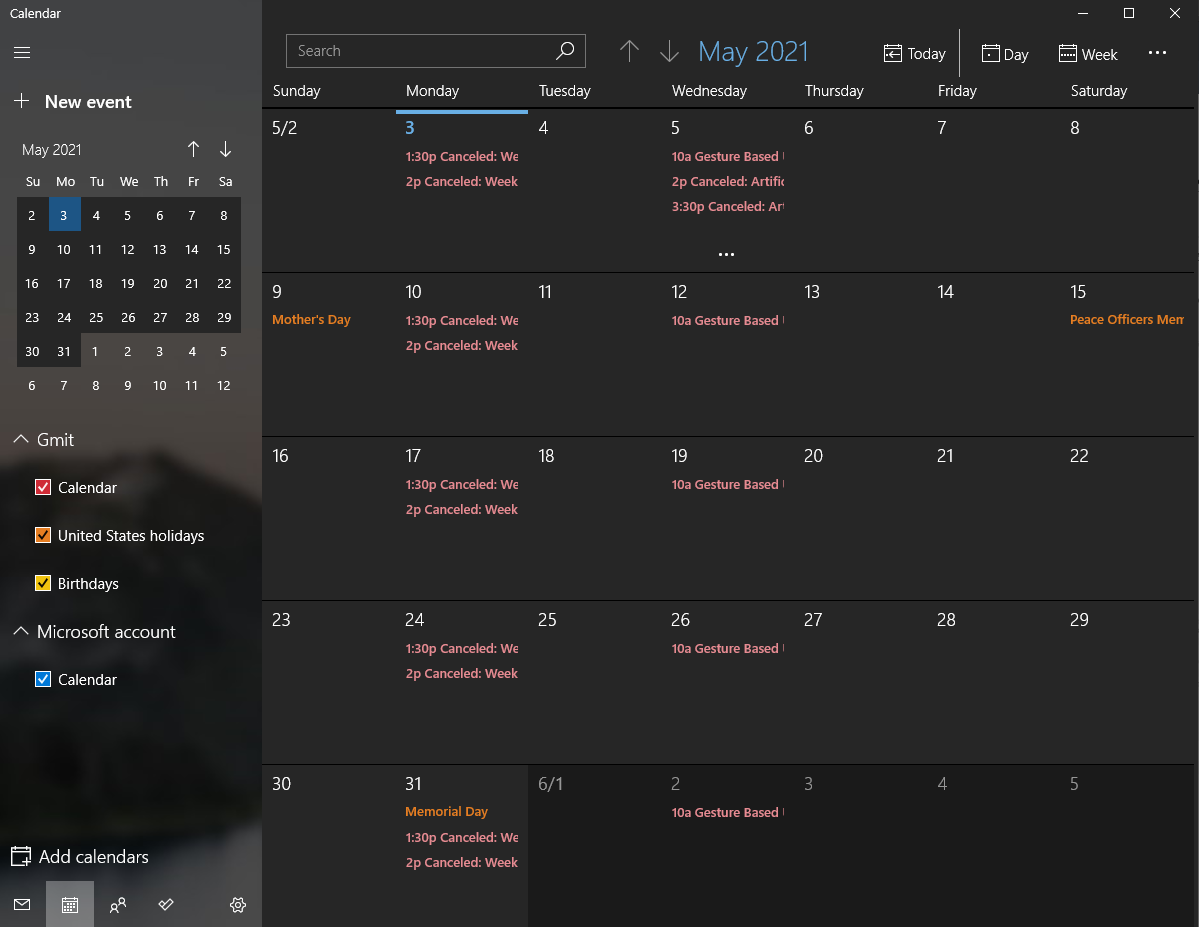 Calendar
New event
May 2021
Su Mo Tu We Th Fr Sa
2 3 4 5 6 7 8
9 10 11 12 13 14 15
16 17 18 19 20 21 22
23 24 25 26 27 28 29
30 31 1 2 3 4 5
6 7 8 9 10 11 12
Gmit
Calendar
United States holidays
Birthdays
Microsoft account
Calendar
Add calendars
Search
May 2021
Today
Day
Week
Sunday Monday Tuesday Wednesday Thursday Friday Saturday
5/2 3 4 5 6 7 8
1:30p Canceled: We 10a Gesture Based
2p Canceled: Week 2p Canceled: Artific
3:30p Canceled: Art
9 10 11 12 13 14 15
Mother's Day 1:30p Canceled: We 10a Gesture Based Peace Officers Mem
2p Canceled: Week
16 17 18 19 20 21 22
1:30p Canceled: We 10a Gesture Based
2p Canceled: Week
23 24 25 26 27 28 29
1:30p Canceled: We 10a Gesture Based
2p Canceled: Week
30 31 6/1 2 3 4 5
Memorial Day 10a Gesture Based
1:30p Canceled: We
2p Canceled: Week